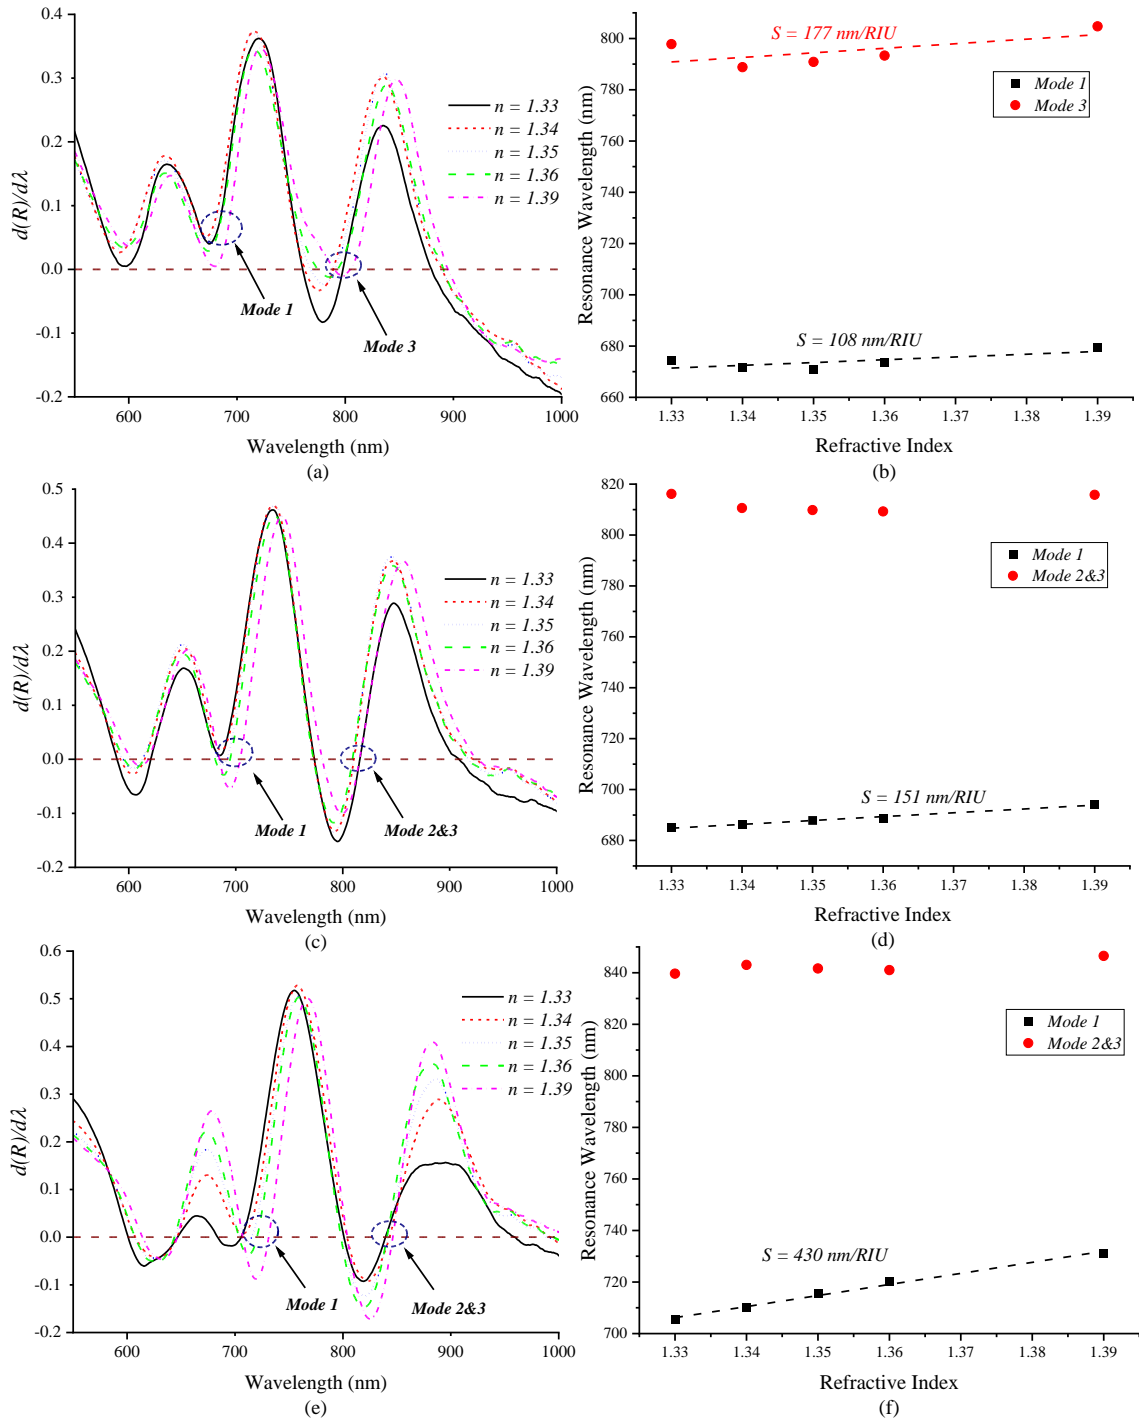 0.4
0.3
0.2
0.1
0.0
-0.1
-0.2
d(R)/dλ
n = 1.33
n = 1.34
n = 1.35
n = 1.36
n = 1.39
Mode 1
Mode 3
600
700
800
900
1000
Wavelength (nm)
(a)
800
780
760
740
720
700
680
660
Resonance Wavelength (nm)
S = 177 nm/RIU
Mode 1
Mode 3
S = 108 nm/RIU
1.33
1.34
1.35
1.36
1.37
1.38
1.39
Refractive Index
(b)
0.5
0.4
0.3
0.2
0.1
0.0
-0.1
-0.2
d(R)/dλ
n = 1.33
n = 1.34
n = 1.35
n = 1.36
n = 1.39
Mode 1
Mode 2&3
600
700
800
900
1000
Wavelength (nm)
(c)
820
800
780
760
740
720
700
680
Resonance Wavelength (nm)
Mode 1
Mode 2&3
S = 151 nm/RIU
1.33
1.34
1.35
1.36
1.37
1.38
1.39
Refractive Index
(d)
0.6
0.5
0.4
0.3
0.2
0.1
0.0
-0.1
-0.2
d(R)/dλ
n = 1.33
n = 1.34
n = 1.35
n = 1.36
n = 1.39
Mode 1
Mode 2&3
600
700
800
900
1000
Wavelength (nm)
(e)
840
820
800
780
760
740
720
700
Resonance Wavelength (nm)
Mode 1
Mode 2&3
S = 430 nm/RIU
1.33
1.34
1.35
1.36
1.37
1.38
1.39
Refractive Index
(f)